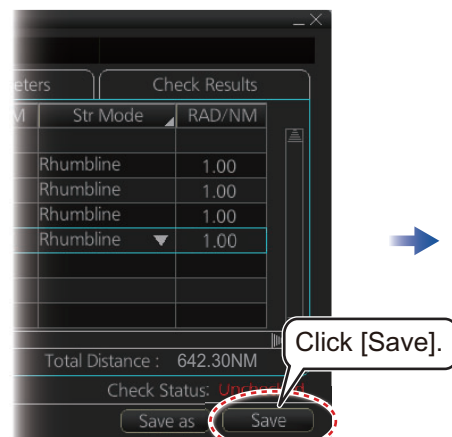 eters Check Results
M Str Mode RAD/NM
Rhumbline 1.00
Rhumbline 1.00
Rhumbline 1.00
Rhumbline 1.00
Click [Save].
Total Distance : 642.30NM
Check Status: Unchecked
Save as Save